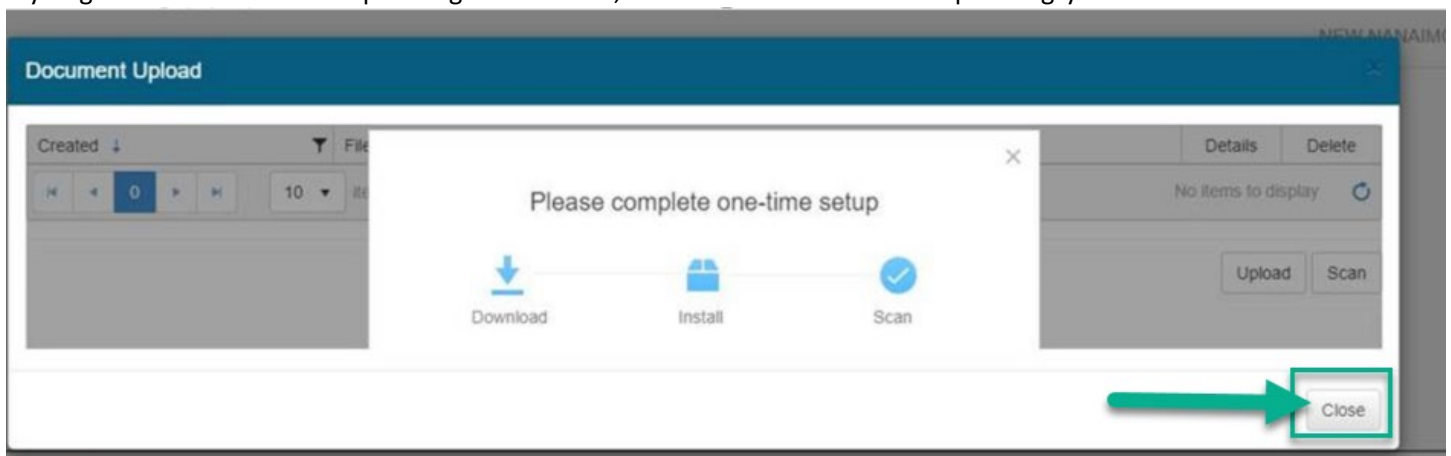 Document Upload
Created
File
Details
Delete
0
10
No items to display
Please complete one-time setup
Upload
Scan
Download
Install
Scan
Close